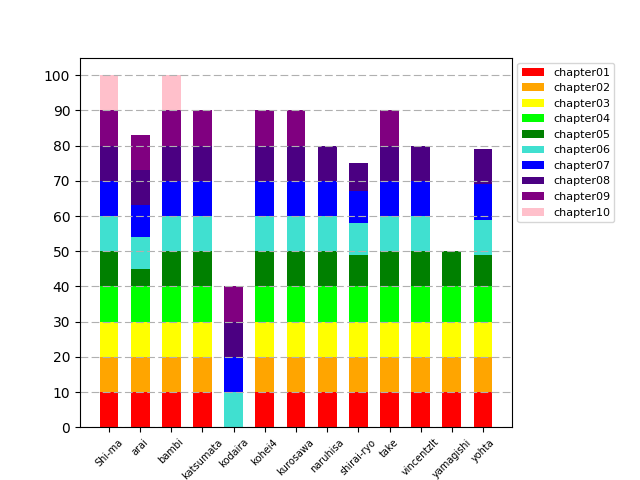 100
90
80
70
60
50
40
30
20
10
0
Shi-ma
arai
bambi
katsumata
kodaira
kohei4
kurosawa
naruhisa
shirai-ryo
take
vincentzlt
yamagishi
yohta
chapter01
chapter02
chapter03
chapter04
chapter05
chapter06
chapter07
chapter08
chapter09
chapter10